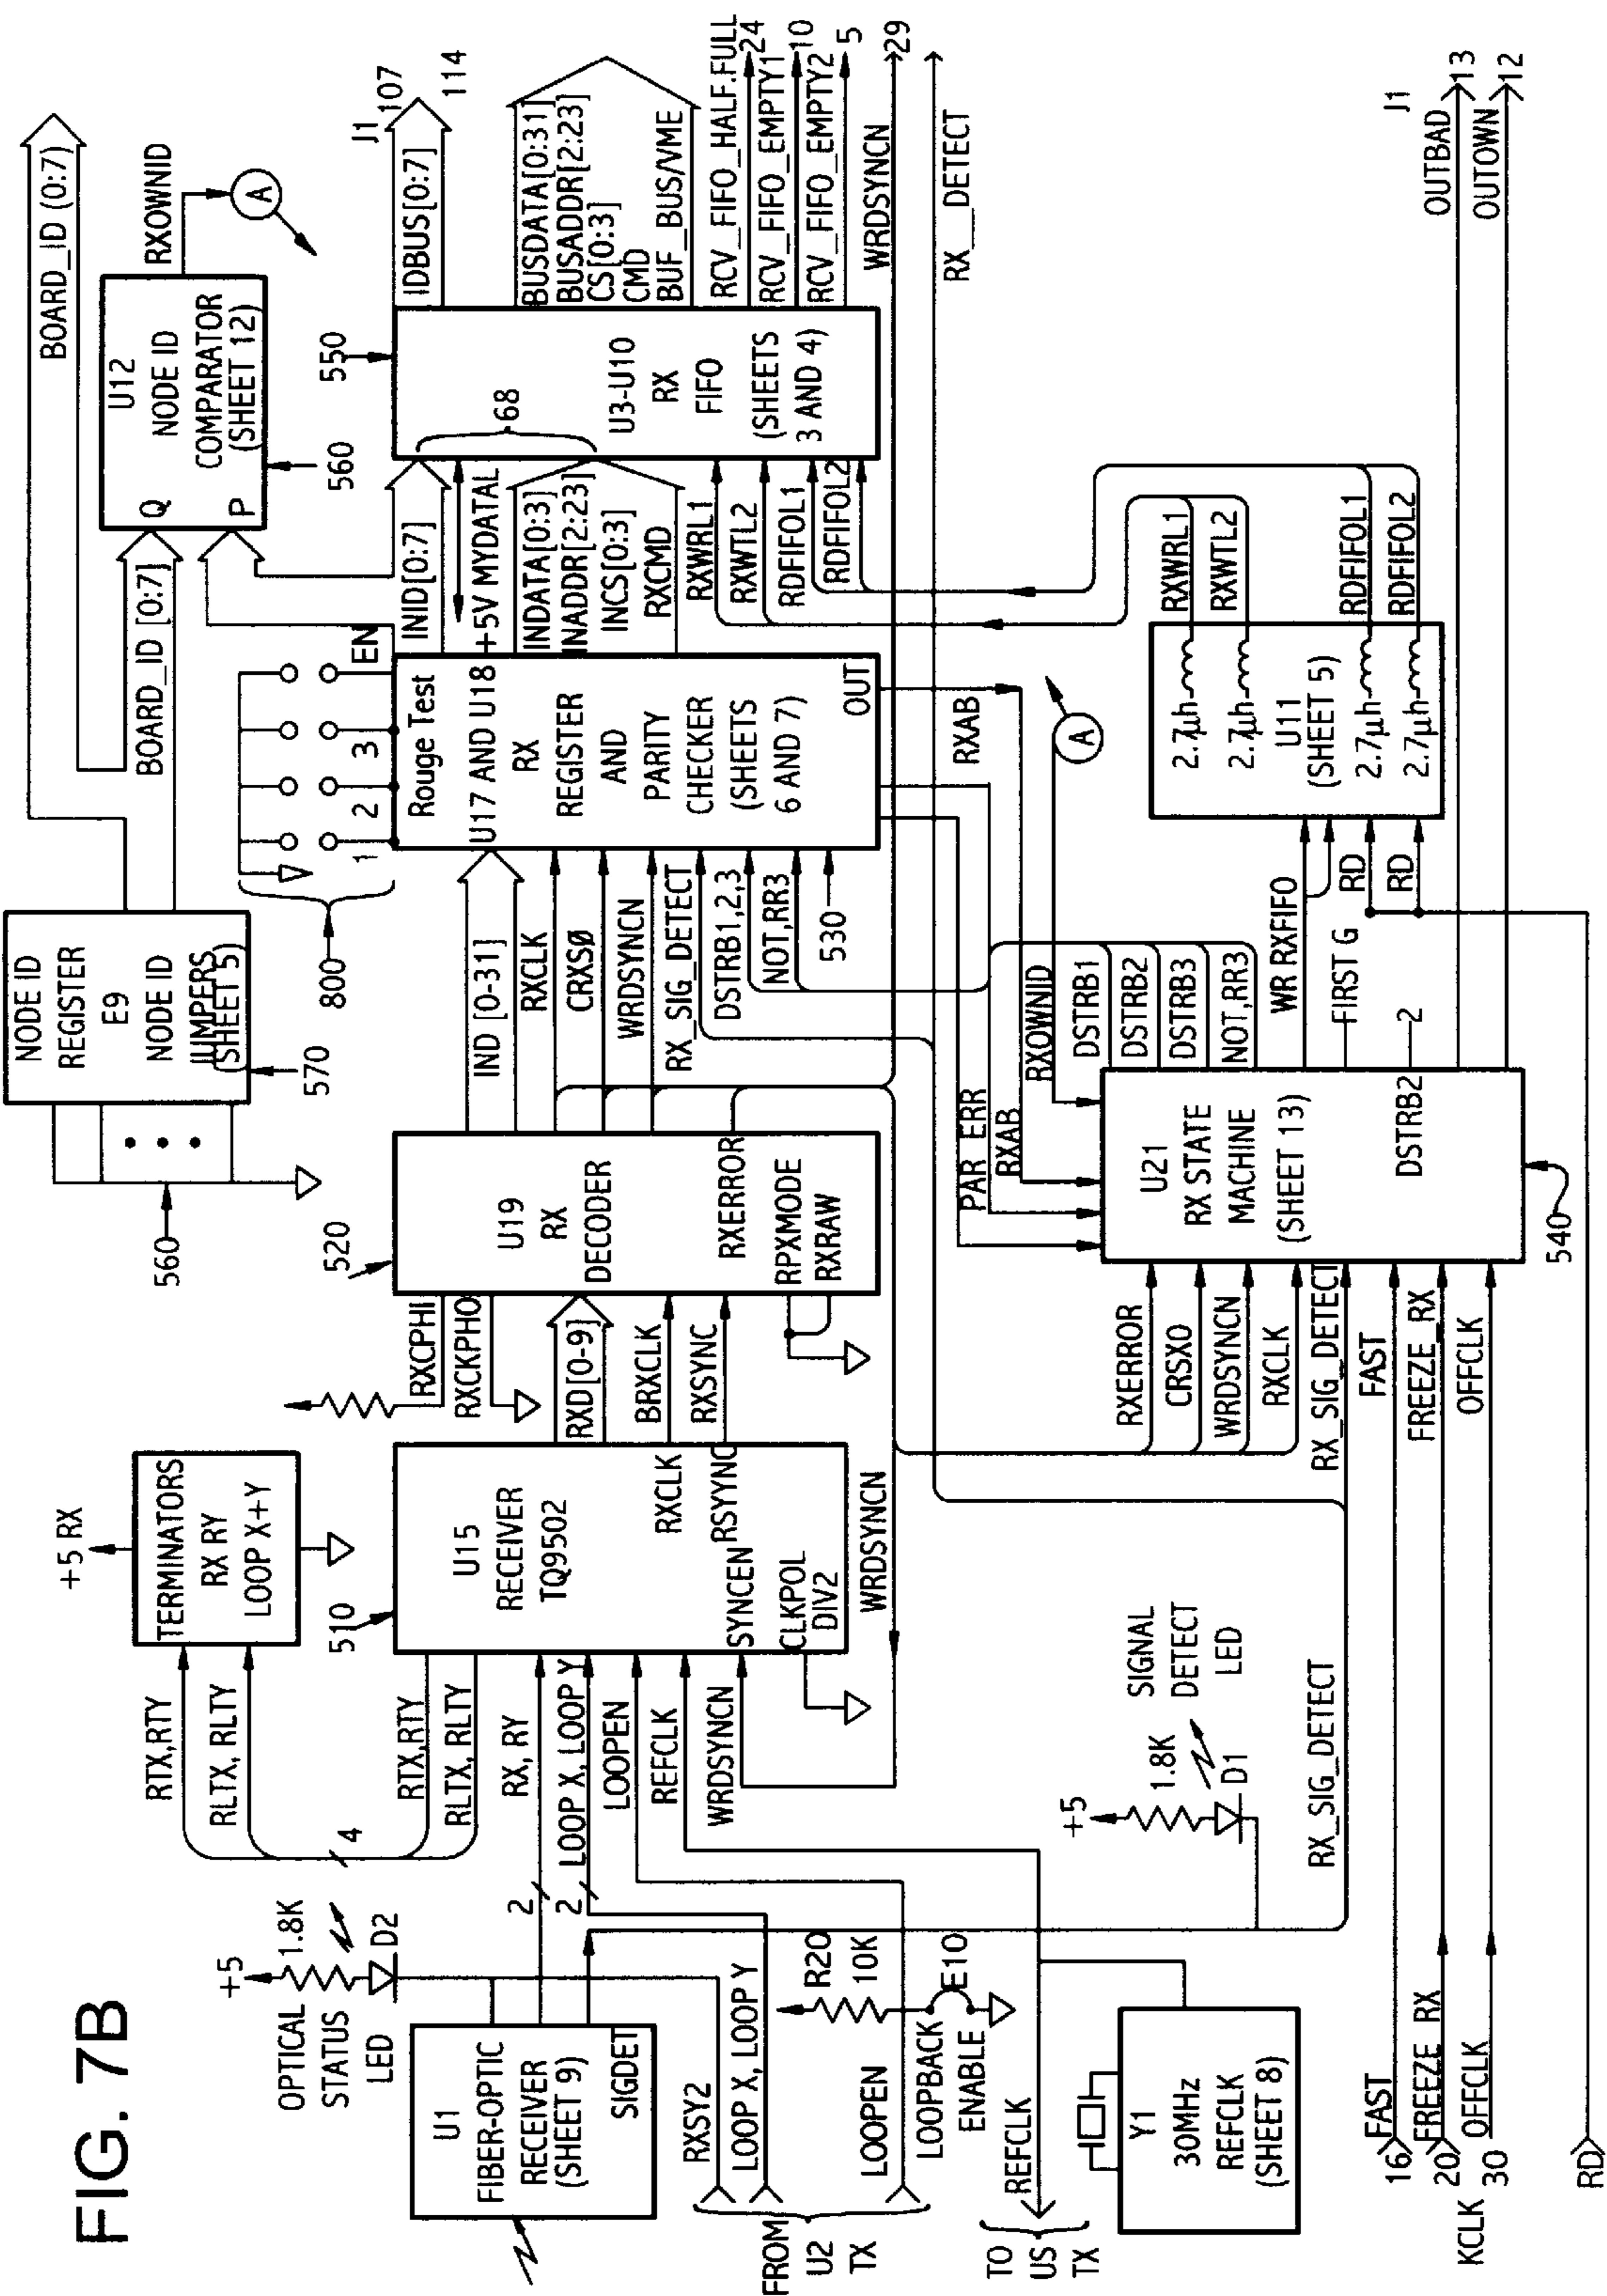 FIG. 7B
OPTICAL
STATUS
LED
+5
1.8K
D2
U1
FIBER-OPTIC
RECEIVER
(SHEET 9)
SIGDET
RXSY2
LOOP X, LOOP Y
LOOPEN
FROM
U2
TX
R20
10K
LOOPBACK
ENABLE
E10
REFCLK
TO
US
TX
Y1
30MHz
REFCLK
(SHEET 8)
16
FAST
20
FREEZE_RX
KCLK 30
OFFCLK
RD
+5 RX
TERMINATORS
RX RY
LOOP X+Y
RTX,RTY
RLTX, RLTY
4
RTX,RTY
RLTX, RLTY
RX, RY
2
LOOP X, LOOP Y
2
LOOPEN
REFCLK
WRDSYNCN
510
U15
RECEIVER
TQ9502
RXCLK
RSYYNC
SYNCEN
CLKPOL
DIV2
WRDSYNCN
SIGNAL
DETECT
LED
+5
1.8K
D1
RX_SIG_DETECT
RXCPHI
RXCKPHO
RXD[0-9]
BRXCLK
RXSYNC
520
U19
RX
DECODER
RXERROR
RPXMODE
RXRAW
560
NODE ID
REGISTER
E9
NODE ID
JUMPERS
(SHEET 5)
570
BOARD_ID (0:7)
BOARD_ID [0:7]
800
1
2
3
EN
IND [0-31]
RXCLK
CRXSØ
WRDSYNCN
RX_SIG_DETECT
DSTRB1,2,3
NOT,RR3
530
Rouge Test
U17 AND U18
RX
REGISTER
AND
PARITY
CHECKER
(SHEETS
6 AND 7)
OUT
U12
NODE ID
COMPARATOR
(SHEET 12)
Q
P
560
RXOWNID
A
INID[0:7]
+5V MYDATAL
INDATA[0:3]
INADDR[2:23]
INCS[0:3]
RXCMD
RXWRL1
RXWTL2
RDFIFOL1
RDFIFOL2
550
68
U3-U10
RX
FIFO
(SHEETS
3 AND 4)
J1
IDBUS[0:7]
107
114
BUSDATA[0:31]
BUSADDR[2:23]
CS[0:3]
CMD
BUF_BUS/VME
RCV_FIFO_HALF.FULL
24
RCV_FIFO_EMPTY1
10
RCV_FIFO_EMPTY2
5
WRDSYNCN
29
RX_DETECT
RXAB
A
PAR ERR
RXAB
RXOWNID
RXERROR
CRSXO
WRDSYNCN
RXCLK
RX_SIG_DETECT
FAST
FREEZE_RX
OFFCLK
U21
RX STATE
MACHINE
(SHEET 13)
DSTRB2
540
DSTRB1
DSTRB2
DSTRB3
NOT,RR3
WR RXFIFO
FIRST G
2
RD
RD
2.7µh
2.7µh
U11
(SHEET 5)
2.7µh
2.7µh
RXWRL1
RXWTL2
RDFIFOL1
RDFIFOL2
J1
OUTBAD
13
OUTOWN
12